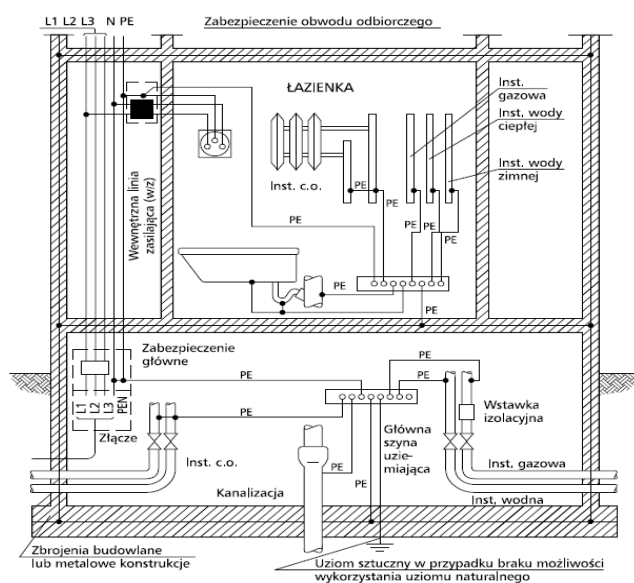 L1 L2 L3 N PE
Zabezpieczenie obwodu odbiorczego
ŁAZIENKA
Inst.
gazowa
Inst. wody
ciepłej
Inst. wody
zimnej
Wewnętrzna linia
zasilająca (wlz)
Inst. c.o.
PE
PE
PE
PE
PE
PE
PE
PE
Zabezpieczenie
główne
L1
L2
L3
PEN
Złącze
PE
PE
PE
PE
Wstawka
izolacyjna
Główna
szyna
uzie-
miająca
Inst. c.o.
PE
PE
Inst. gazowa
Kanalizacja
Inst. wodna
Zbrojenia budowlane
lub metalowe konstrukcje
Uziom sztuczny w przypadku braku możliwości
wykorzystania uziomu naturalnego